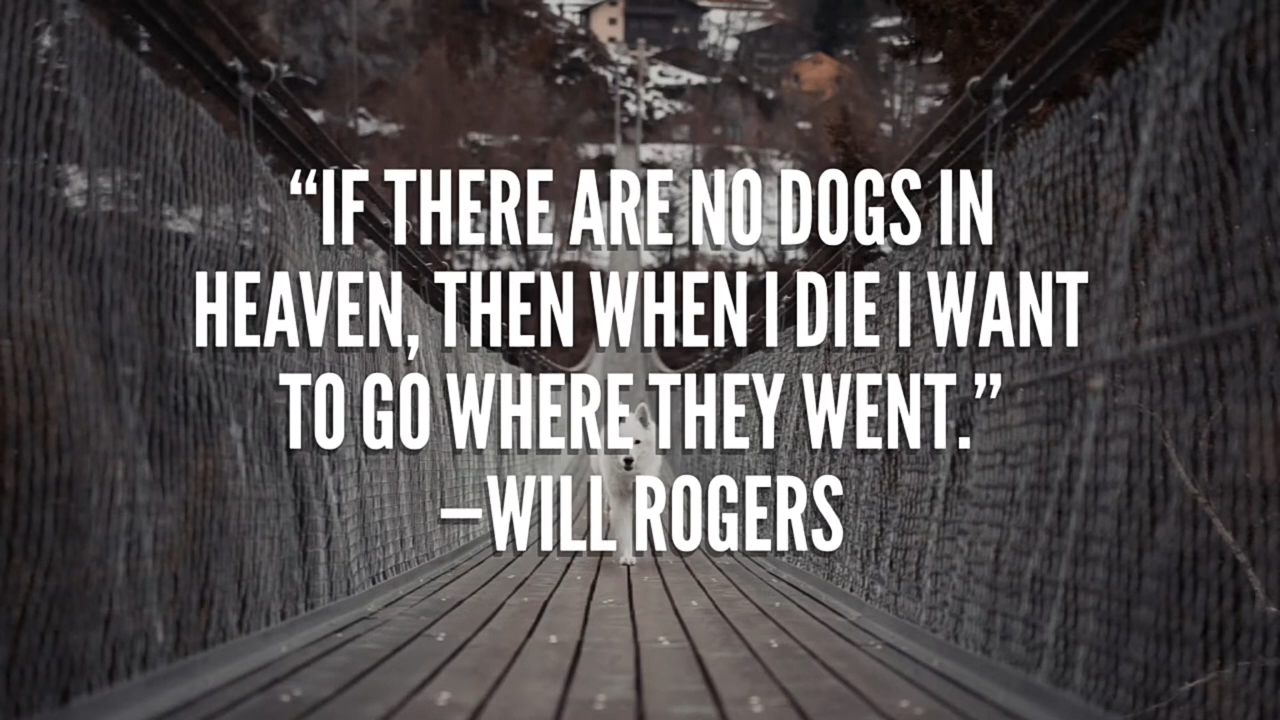 “IF THERE ARE NO DOGS IN
HEAVEN, THEN WHEN I DIE I WANT
TO GO WHERE THEY WENT.”
—WILL ROGERS